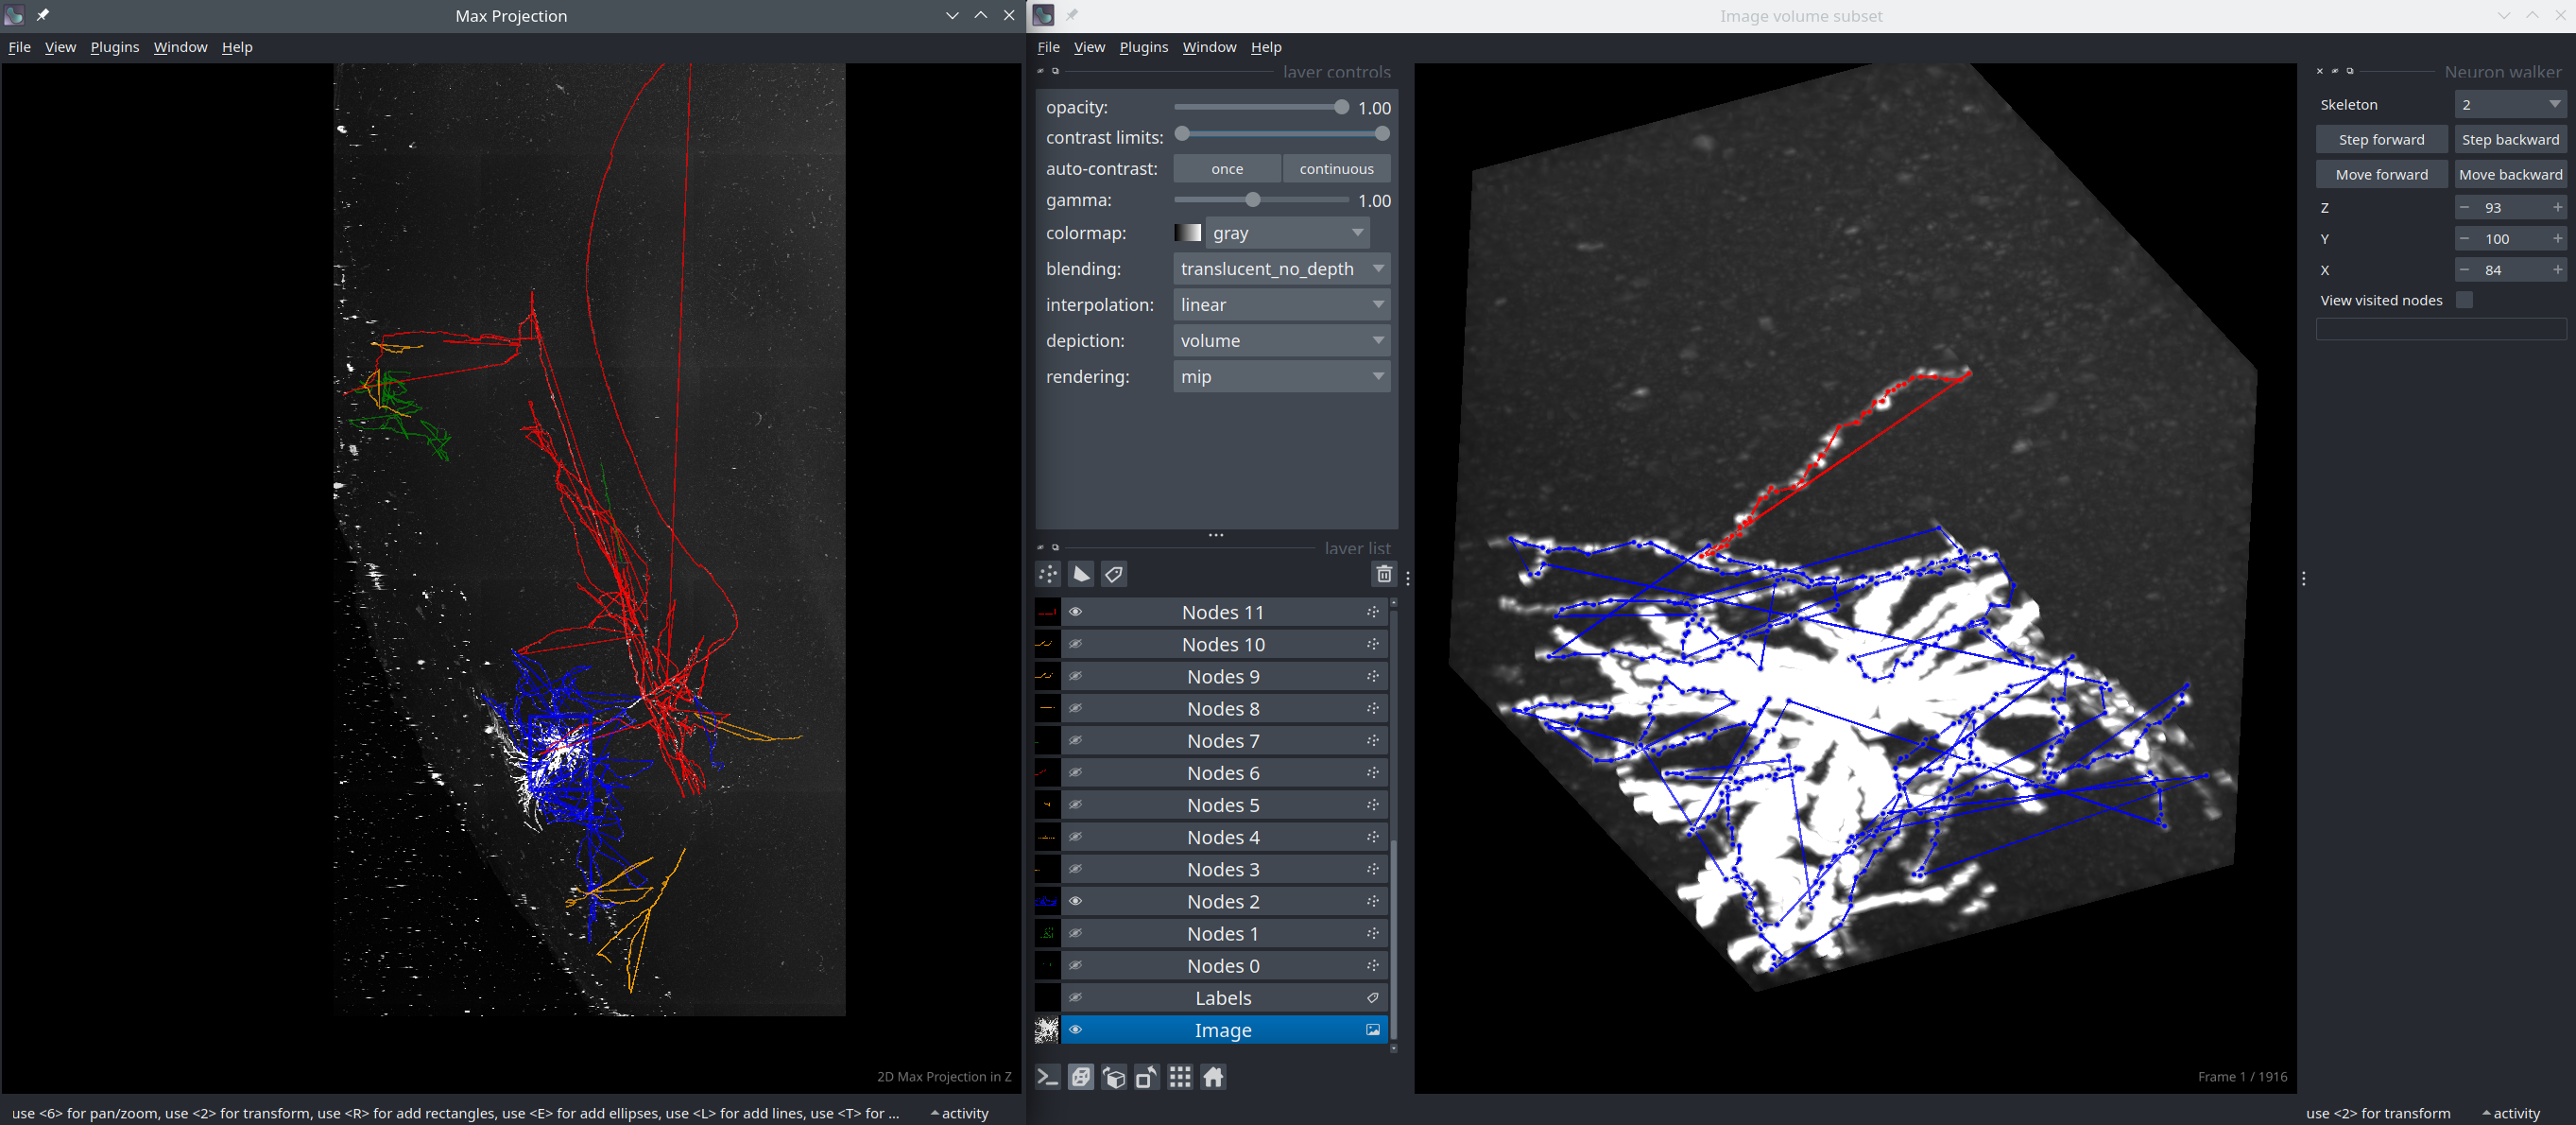 Max Projection
File View Plugins Window Help
2D Max Projection in Z
use <6> for pan/zoom, use <2> for transform, use <R> for add rectangles, use <E> for add ellipses, use <L> for add lines, use <T> for ...
activity
Image volume subset
File View Plugins Window Help
layer controls
opacity: 1.00
contrast limits:
auto-contrast: once continuous
gamma: 1.00
colormap: gray
blending: translucent_no_depth
interpolation: linear
depiction: volume
rendering: mip
layer list
Nodes 11
Nodes 10
Nodes 9
Nodes 8
Nodes 7
Nodes 6
Nodes 5
Nodes 4
Nodes 3
Nodes 2
Nodes 1
Nodes 0
Labels
Image
Frame 1 / 1916
Neuron walker
Skeleton 2
Step forward Step backward
Move forward Move backward
Z 93
Y 100
X 84
View visited nodes
use <2> for transform
activity